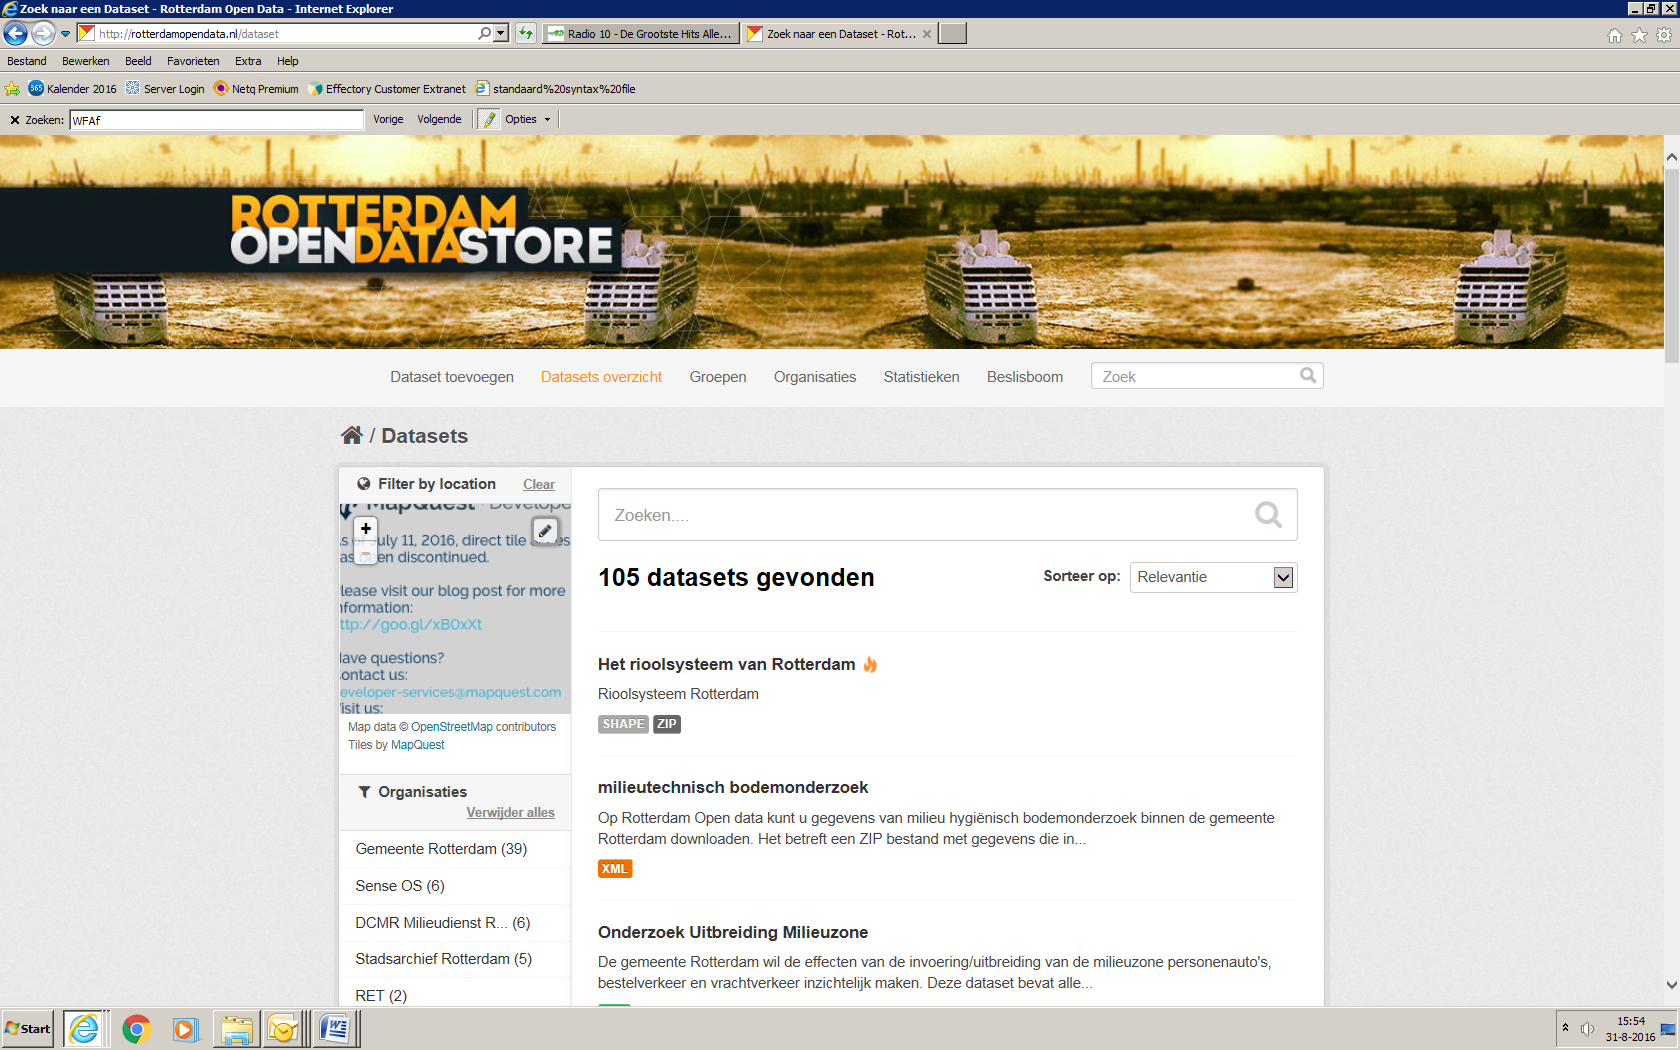 Zoek naar een Dataset - Rotterdam Open Data - Internet Explorer
http://rotterdamopendata.nl/dataset
Radio 10 - De Grootste Hits Alle...
Zoek naar een Dataset - Rot...
Bestand Bewerken Beeld Favorieten Extra Help
365 Kalender 2016 Server Login Netq Premium Effectory Customer Extranet standaard%20syntax%20file
Zoeken: WFAf Vorige Volgende Opties
ROTTERDAM
OPENDATASTORE
Dataset toevoegen Datasets overzicht Groepen Organisaties Statistieken Beslisboom Zoek
/ Datasets
Filter by location Clear
MapQuest - Develope
+
-
s of July 11, 2016, direct tile acces
as been discontinued.
lease visit our blog post for more
nformation:
ttp://goo.gl/xB0xXt
ave questions?
ontact us:
eveloper-services@mapquest.com
isit us:
Map data © OpenStreetMap contributors
Tiles by MapQuest
Organisaties
Verwijder alles
Gemeente Rotterdam (39)
Sense OS (6)
DCMR Milieudienst R... (6)
Stadsarchief Rotterdam (5)
RET (2)
Zoeken....
105 datasets gevonden
Sorteer op: Relevantie
Het rioolsysteem van Rotterdam
Rioolsysteem Rotterdam
SHAPE ZIP
milieutechnisch bodemonderzoek
Op Rotterdam Open data kunt u gegevens van milieu hygiënisch bodemonderzoek binnen de gemeente
Rotterdam downloaden. Het betreft een ZIP bestand met gegevens die in...
XML
Onderzoek Uitbreiding Milieuzone
De gemeente Rotterdam wil de effecten van de invoering/uitbreiding van de milieuzone personenauto's,
bestelverkeer en vrachtverkeer inzichtelijk maken. Deze dataset bevat alle...
Start
15:54
31-8-2016